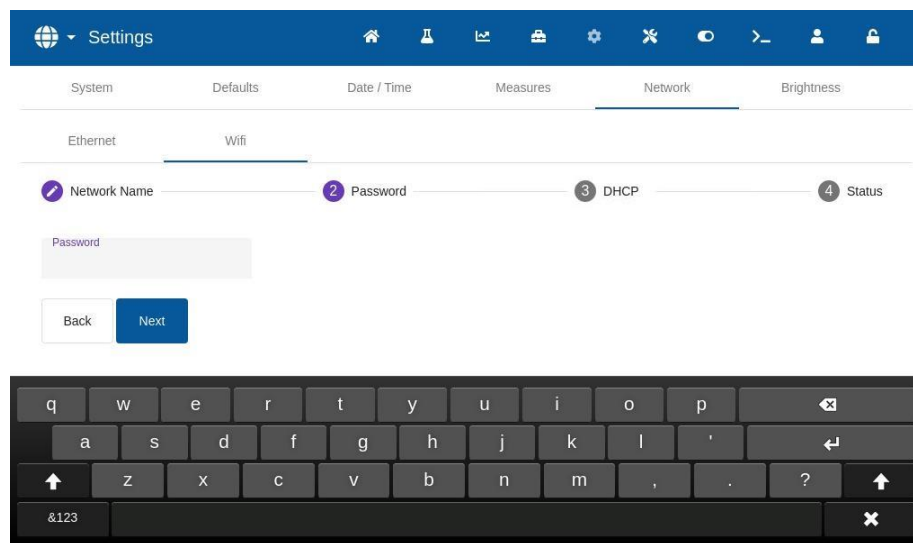 Settings
System Defaults Date / Time Measures Network Brightness
Ethernet Wifi
Network Name 2 Password 3 DHCP 4 Status
Password
Back Next
q w e r t y u i o p
a s d f g h j k l '
z x c v b n m , . ?
&123